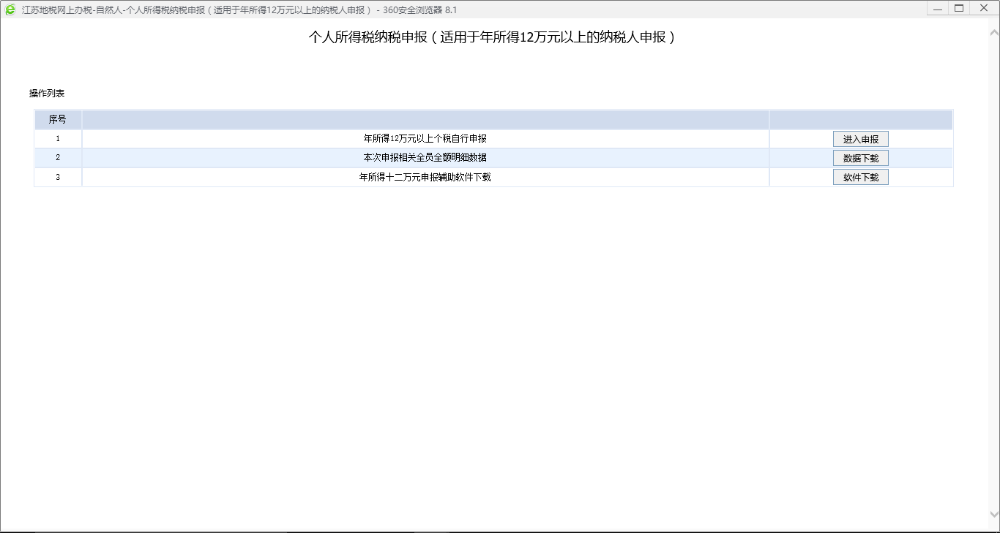 江苏地税网上办税-自然人-个人所得税纳税申报（适用于年所得12万元以上的纳税人申报） - 360安全浏览器 8.1
个人所得税纳税申报（适用于年所得12万元以上的纳税人申报）
操作列表
序号
1 年所得12万元以上个税自行申报 进入申报
2 本次申报相关全员全额明细数据 数据下载
3 年所得十二万元申报辅助软件下载 软件下载